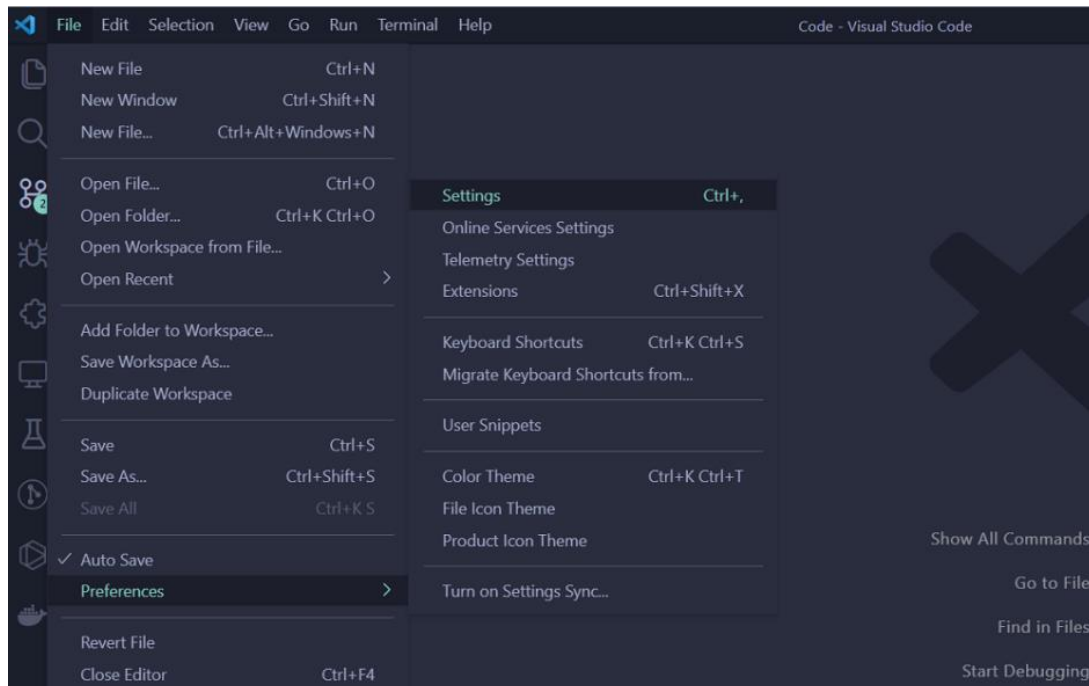 File Edit Selection View Go Run Terminal Help Code - Visual Studio Code
New File Ctrl+N
New Window Ctrl+Shift+N
New File... Ctrl+Alt+Windows+N
Open File... Ctrl+O
Open Folder... Ctrl+K Ctrl+O
Open Workspace from File...
Open Recent
Add Folder to Workspace...
Save Workspace As...
Duplicate Workspace
Save Ctrl+S
Save As... Ctrl+Shift+S
Save All Ctrl+K S
Auto Save
Preferences
Revert File
Close Editor Ctrl+F4
2
Settings Ctrl+,
Online Services Settings
Telemetry Settings
Extensions Ctrl+Shift+X
Keyboard Shortcuts Ctrl+K Ctrl+S
Migrate Keyboard Shortcuts from...
User Snippets
Color Theme Ctrl+K Ctrl+T
File Icon Theme
Product Icon Theme
Turn on Settings Sync...
Show All Commands
Go to File
Find in Files
Start Debugging